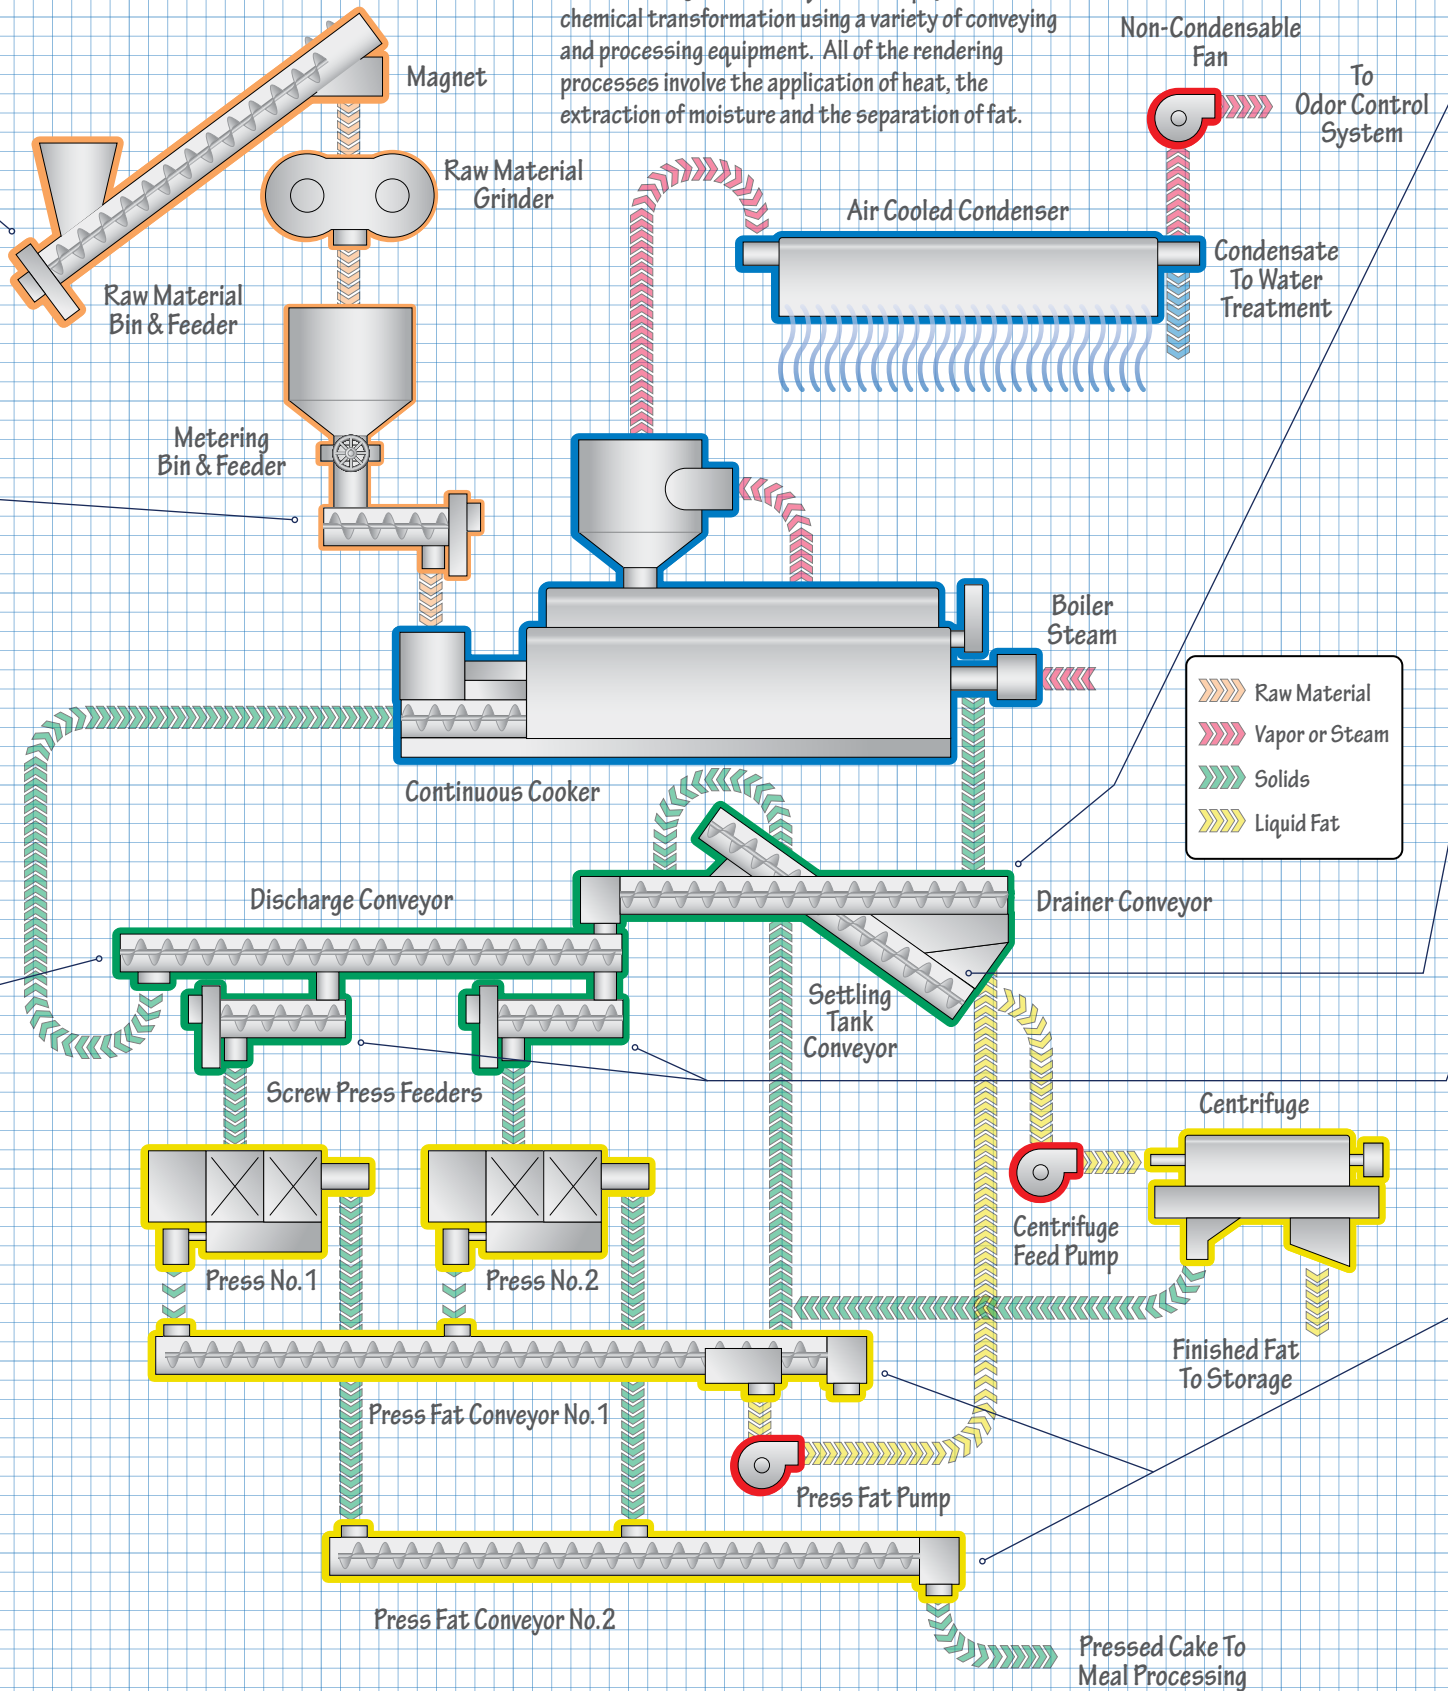 chemical transformation using a variety of conveying
and processing equipment. All of the rendering
processes involve the application of heat, the
extraction of moisture and the separation of fat.
Non-Condensable
Fan
To
Odor Control
System
Magnet
Raw Material
Grinder
Air Cooled Condenser
Condensate
To Water
Treatment
Raw Material
Bin & Feeder
Metering
Bin & Feeder
Boiler
Steam
Raw Material
Vapor or Steam
Solids
Liquid Fat
Continuous Cooker
Discharge Conveyor
Drainer Conveyor
Settling
Tank
Conveyor
Screw Press Feeders
Centrifuge
Centrifuge
Feed Pump
Press No.1
Press No.2
Finished Fat
To Storage
Press Fat Conveyor No.1
Press Fat Pump
Press Fat Conveyor No.2
Pressed Cake To
Meal Processing